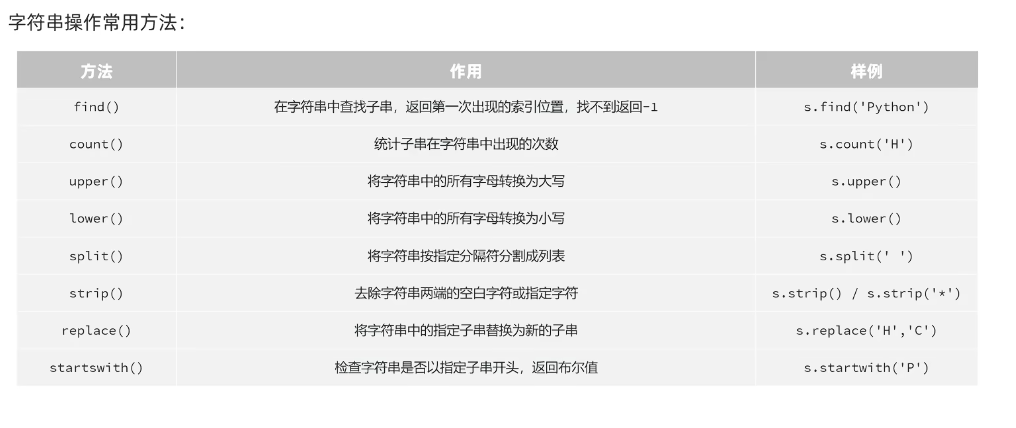 字符串操作常用方法：
方法 作用 样例
find() 在字符串中查找子串，返回第一次出现的索引位置，找不到返回-1 s.find('Python')
count() 统计子串在字符串中出现的次数 s.count('H')
upper() 将字符串中的所有字母转换为大写 s.upper()
lower() 将字符串中的所有字母转换为小写 s.lower()
split() 将字符串按指定分隔符分割成列表 s.split(' ')
strip() 去除字符串两端的空白字符或指定字符 s.strip() / s.strip('*')
replace() 将字符串中的指定子串替换为新的子串 s.replace('H','C')
startswith() 检查字符串是否以指定子串开头，返回布尔值 s.startwith('P')